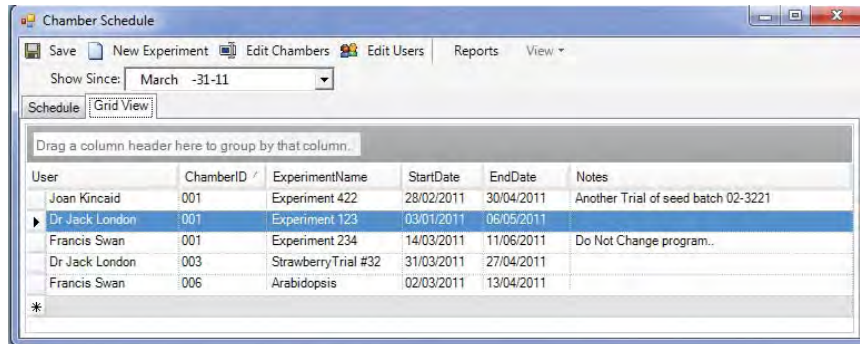 Chamber Schedule
Save New Experiment Edit Chambers Edit Users Reports View
Show Since: March -31-11
Schedule Grid View
Drag a column header here to group by that column.
User ChamberID ExperimentName StartDate EndDate Notes
Joan Kincaid 001 Experiment 422 28/02/2011 30/04/2011 Another Trial of seed batch 02-3221
Dr Jack London 001 Experiment 123 03/01/2011 06/05/2011
Francis Swan 001 Experiment 234 14/03/2011 11/06/2011 Do Not Change program..
Dr Jack London 003 StrawberryTrial #32 31/03/2011 27/04/2011
Francis Swan 006 Arabidopsis 02/03/2011 13/04/2011